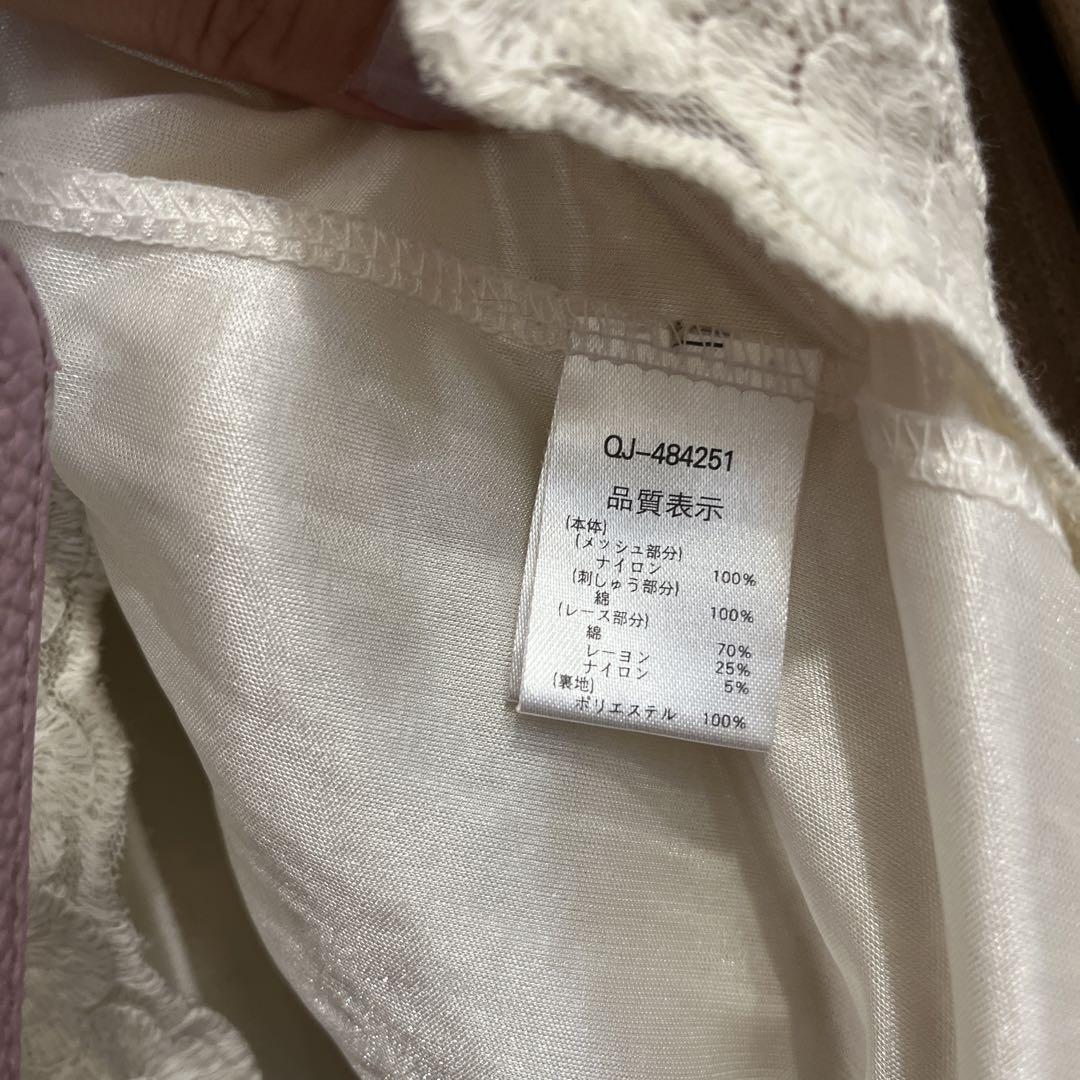 QJ-484251
品質表示
(本体)
(メッシュ部分)
ナイロン 100%
(刺しゅう部分)
綿 100%
(レース部分)
綿 70%
レーヨン 25%
ナイロン 5%
(裏地)
ポリエステル 100%